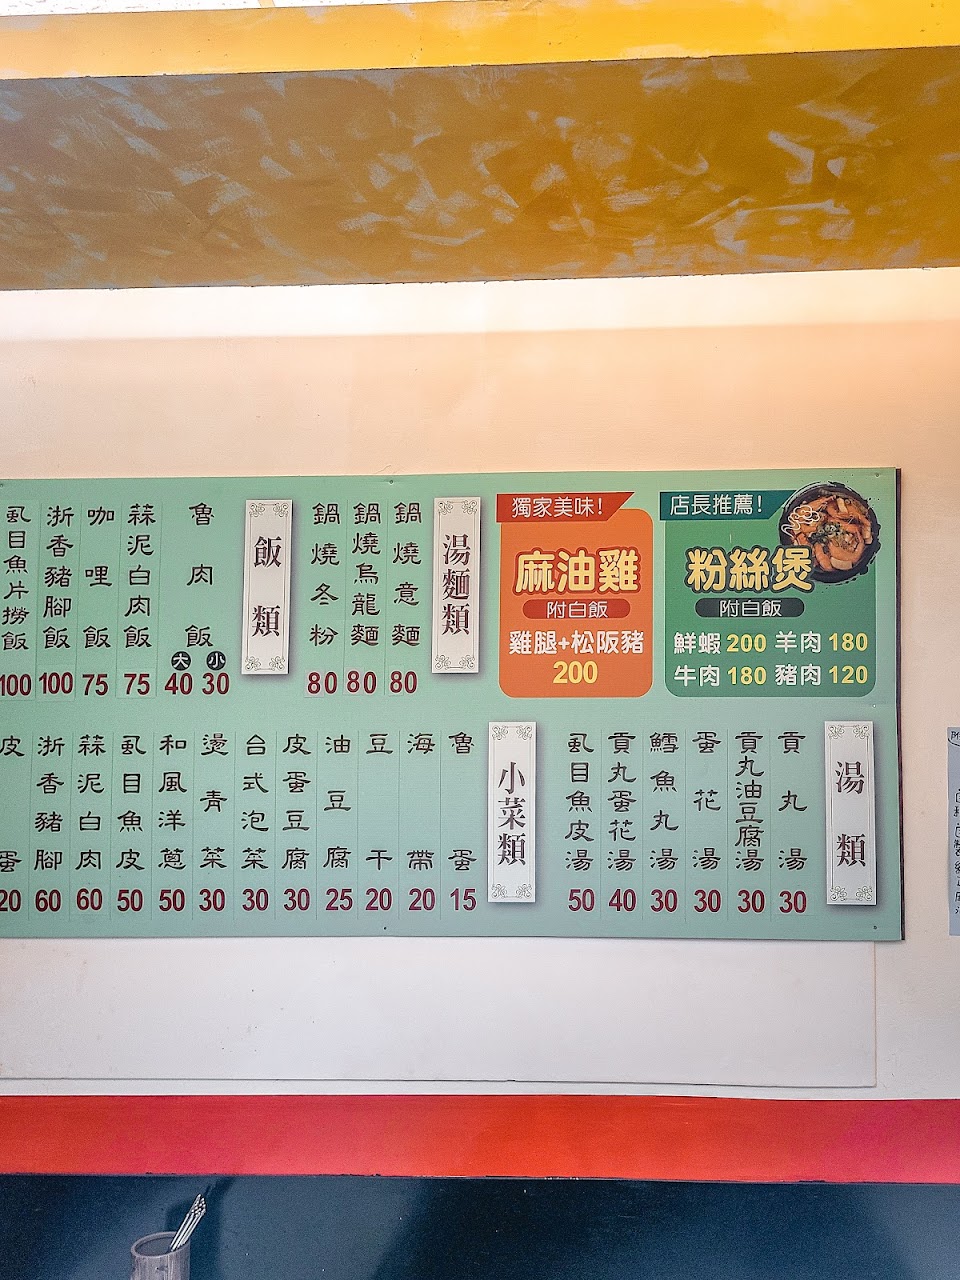 店長推薦！
粉絲煲
附白飯
鮮蝦 200 羊肉 180
牛肉 180 豬肉 120
獨家美味！
麻油雞
附白飯
雞腿+松阪豬
200
湯麵類
鍋燒意麵 80
鍋燒烏龍麵 80
鍋燒冬粉 80
飯類
魯肉飯 小 30 大 40
蒜泥白肉飯 75
咖哩飯 75
浙香豬腳飯 100
虱目魚片撈飯 100
湯類
貢丸湯 30
貢丸油豆腐湯 30
蛋花湯 30
鱈魚丸湯 30
貢丸蛋花湯 40
虱目魚皮湯 50
小菜類
魯蛋 15
海帶 20
豆干 20
油豆腐 25
皮蛋豆腐 30
台式泡菜 30
燙青菜 30
和風洋蔥 50
虱目魚皮 50
蒜泥白肉 60
浙香豬腳 60
皮蛋 20